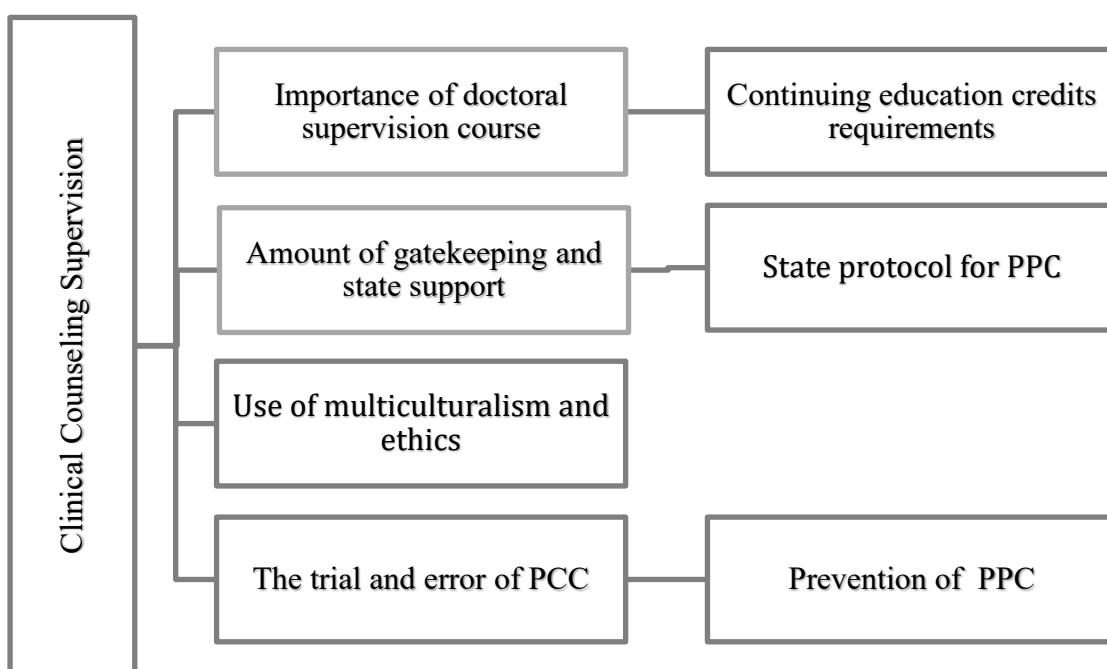 Clinical Counseling Supervision
Importance of doctoral
supervision course
Continuing education credits
requirements
Amount of gatekeeping and
state support
State protocol for PPC
Use of multiculturalism and
ethics
The trial and error of PCC
Prevention of  PPC